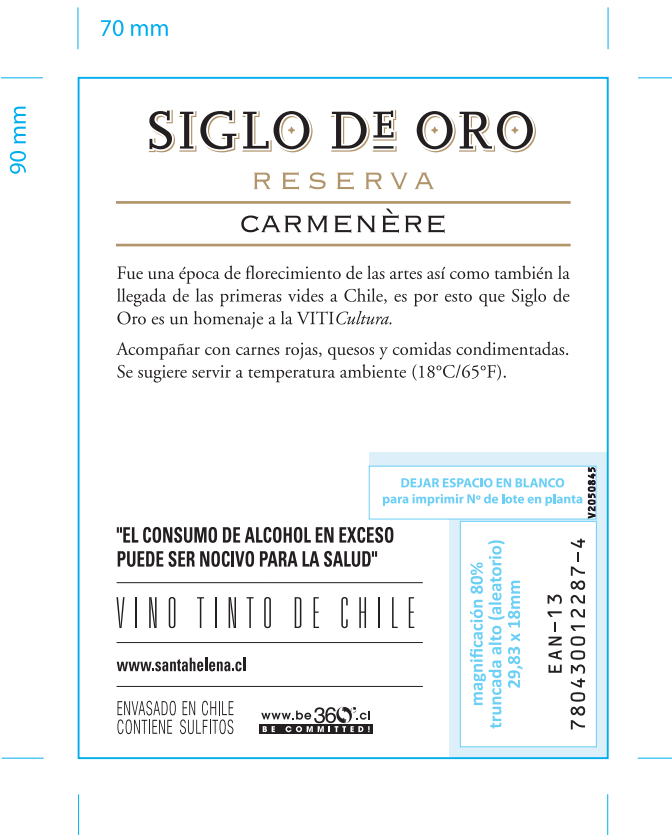 70 mm
90 mm
SIGLO DE ORO
RESERVA
CARMENÈRE
Fue una época de florecimiento de las artes así como también la
llegada de las primeras vides a Chile, es por esto que Siglo de
Oro es un homenaje a la VITICultura.
Acompañar con carnes rojas, quesos y comidas condimentadas.
Se sugiere servir a temperatura ambiente (18°C/65°F).
DEJAR ESPACIO EN BLANCO
para imprimir Nº de lote en planta
V2050845
"EL CONSUMO DE ALCOHOL EN EXCESO
PUEDE SER NOCIVO PARA LA SALUD"
VINO TINTO DE CHILE
www.santahelena.cl
ENVASADO EN CHILE
CONTIENE SULFITOS
www.be360°.cl
BE COMMITTED!
magnificación 80%
truncada alto (aleatorio)
29,83 x 18mm
EAN-13
780430012287-4